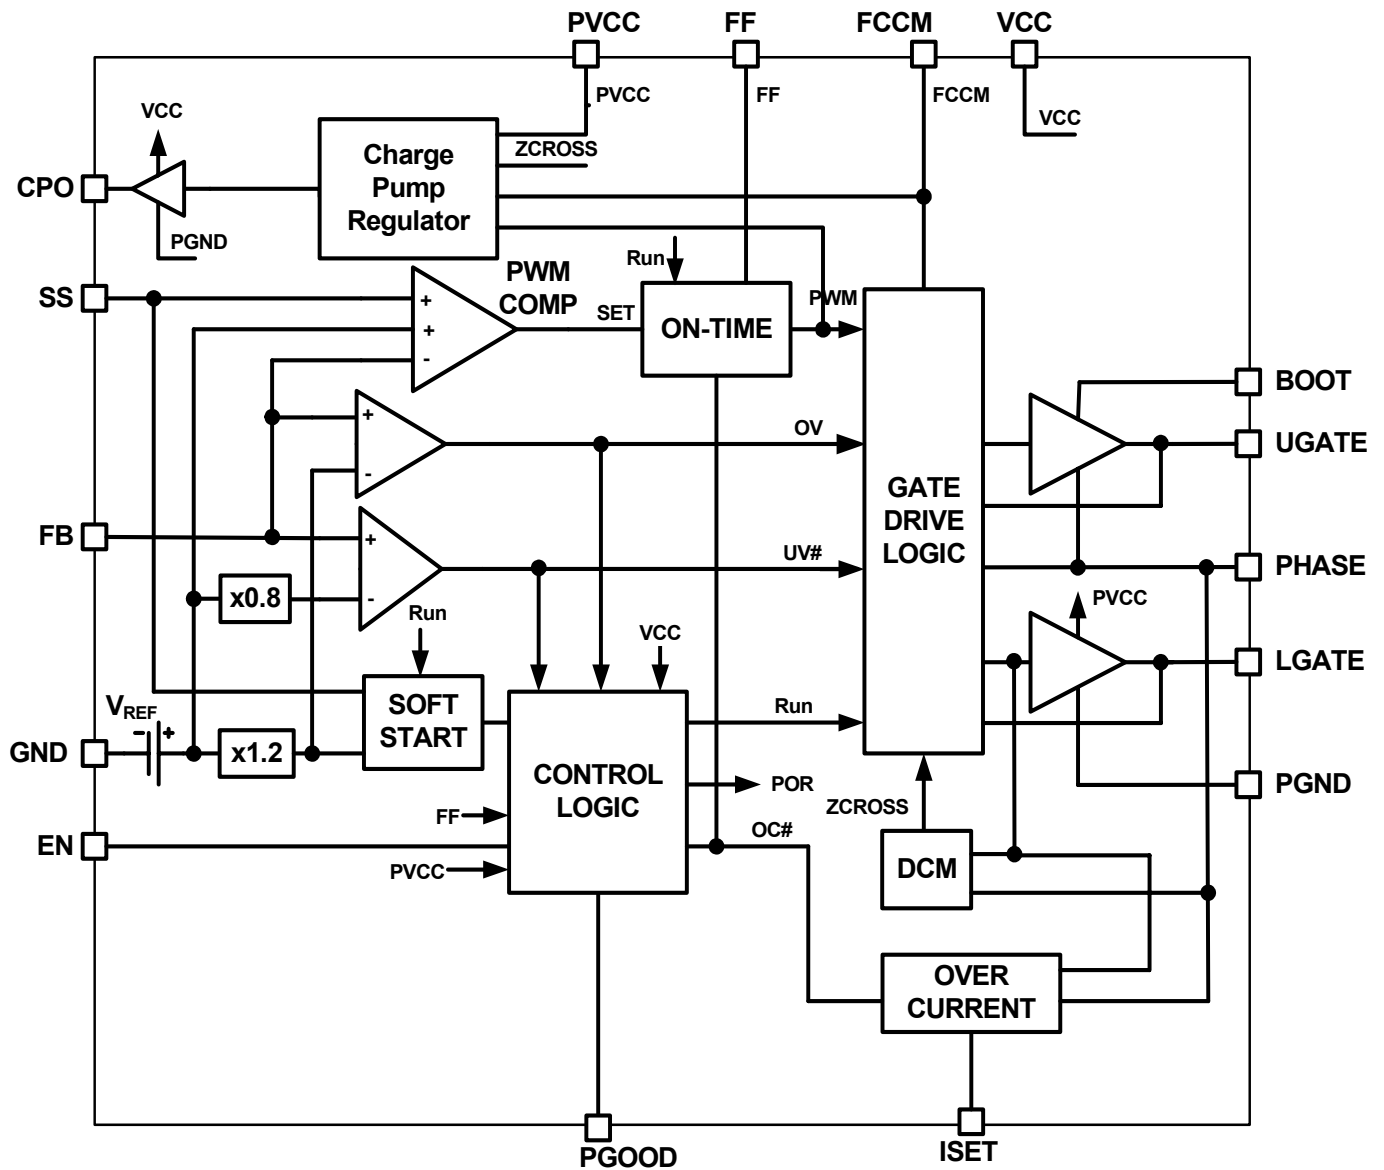 PVCC
FF
FCCM
VCC
PVCC
FF
FCCM
VCC
VCC
Charge
Pump
Regulator
ZCROSS
CPO
PGND
Run
PWM
COMP
SS
+
+
-
SET
ON-TIME
PWM
BOOT
+
-
OV
UGATE
GATE
DRIVE
LOGIC
FB
+
-
UV#
PHASE
x0.8
Run
VCC
PVCC
LGATE
SOFT
START
VREF
- +
Run
GND
x1.2
CONTROL
LOGIC
POR
ZCROSS
PGND
FF
OC#
EN
PVCC
DCM
OVER
CURRENT
PGOOD
ISET